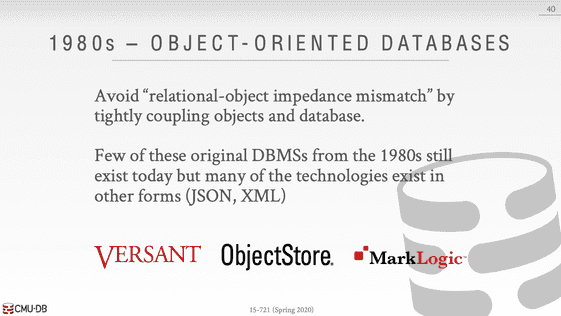 40
1980s – OBJECT-ORIENTED DATABASES
Avoid “relational-object impedance mismatch” by
tightly coupling objects and database.
Few of these original DBMSs from the 1980s still
exist today but many of the technologies exist in
other forms (JSON, XML)
VERSANT ObjectStore. MarkLogic™
CMU-DB
15-721 (Spring 2020)